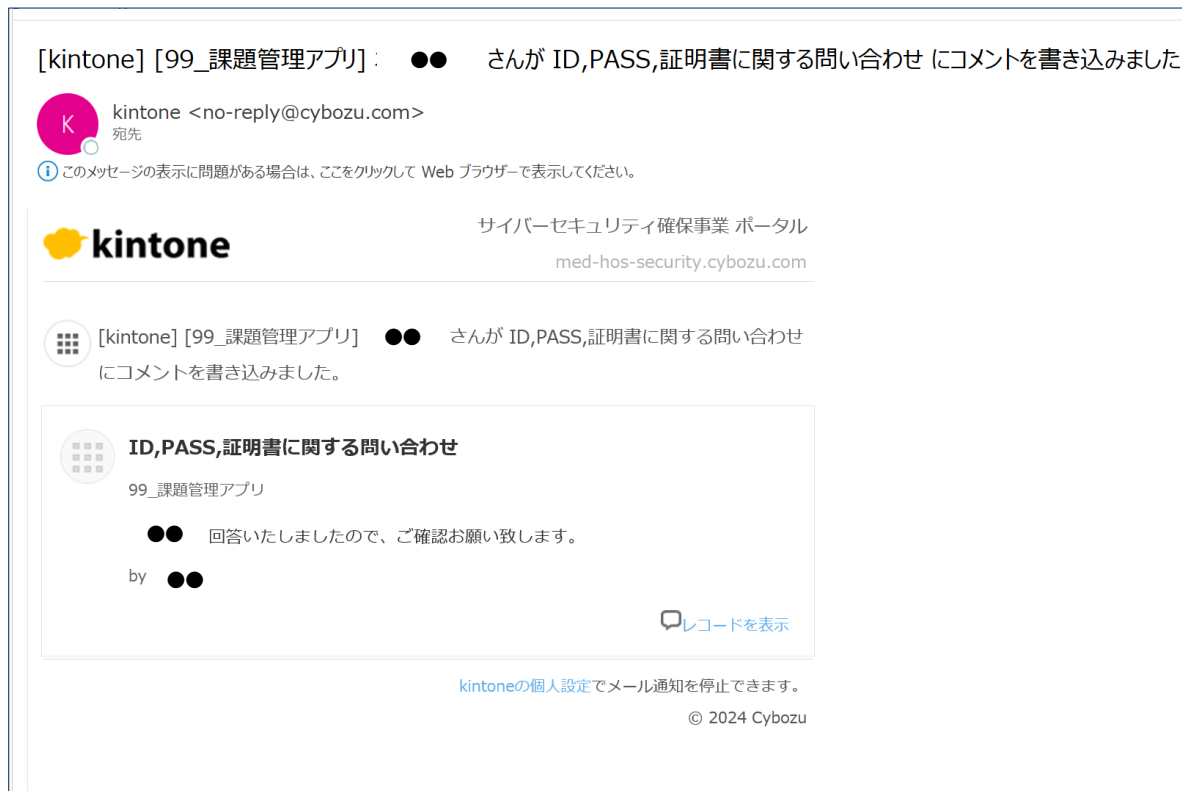 [kintone] [99_課題管理アプリ] : ●● さんが ID,PASS,証明書に関する問い合わせ にコメントを書き込みました
K
kintone <no-reply@cybozu.com>
宛先
このメッセージの表示に問題がある場合は、ここをクリックして Web ブラウザーで表示してください。
kintone
サイバーセキュリティ確保事業 ポータル
med-hos-security.cybozu.com
[kintone] [99_課題管理アプリ] ●● さんが ID,PASS,証明書に関する問い合わせ
にコメントを書き込みました。
ID,PASS,証明書に関する問い合わせ
99_課題管理アプリ
●● 回答いたしましたので、ご確認お願い致します。
by ●●
レコードを表示
kintoneの個人設定でメール通知を停止できます。
© 2024 Cybozu